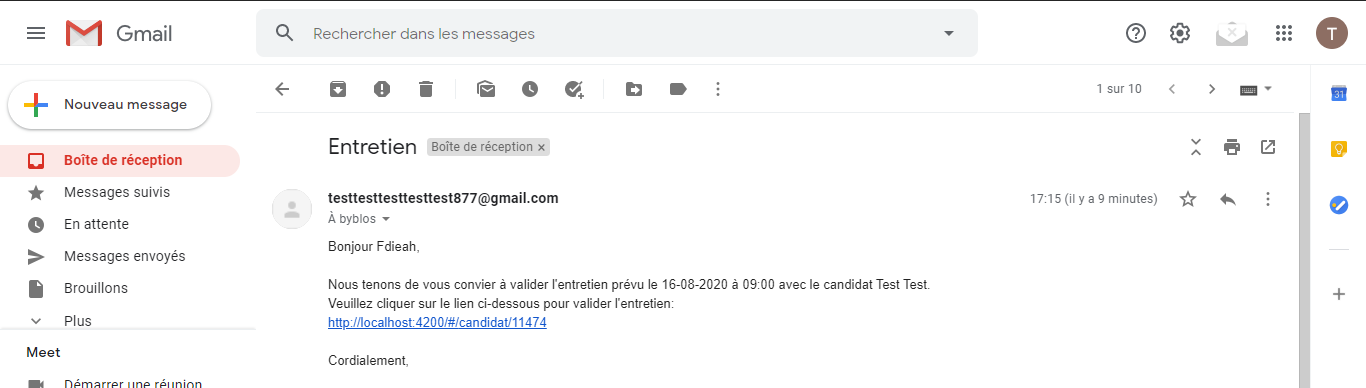 Gmail
Rechercher dans les messages
T
Nouveau message
1 sur 10
31
Entretien
Boîte de réception ×
Boîte de réception
Messages suivis
En attente
Messages envoyés
Brouillons
Plus
Meet
Démarrer une réunion
testtesttesttesttest877@gmail.com
17:15 (il y a 9 minutes)
À byblos
Bonjour Fdieah,
Nous tenons de vous convier à valider l'entretien prévu le 16-08-2020 à 09:00 avec le candidat Test Test.
Veuillez cliquer sur le lien ci-dessous pour valider l'entretien:
http://localhost:4200/#/candidat/11474
Cordialement,